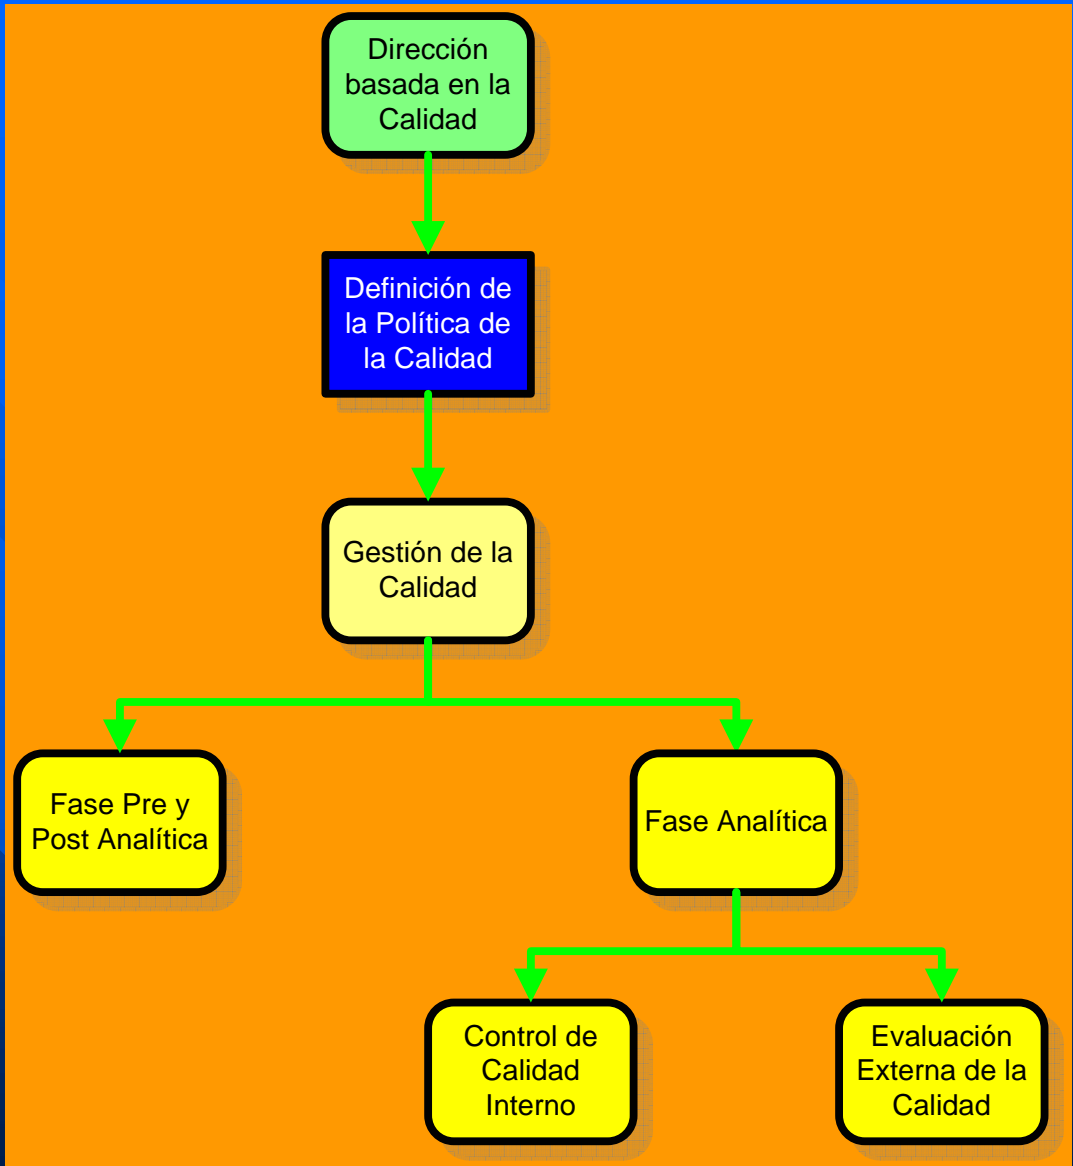 Dirección
basada en la
Calidad
Definición de
la Política de
la Calidad
Gestión de la
Calidad
Fase Pre y
Post Analítica
Fase Analítica
Control de
Calidad
Interno
Evaluación
Externa de la
Calidad